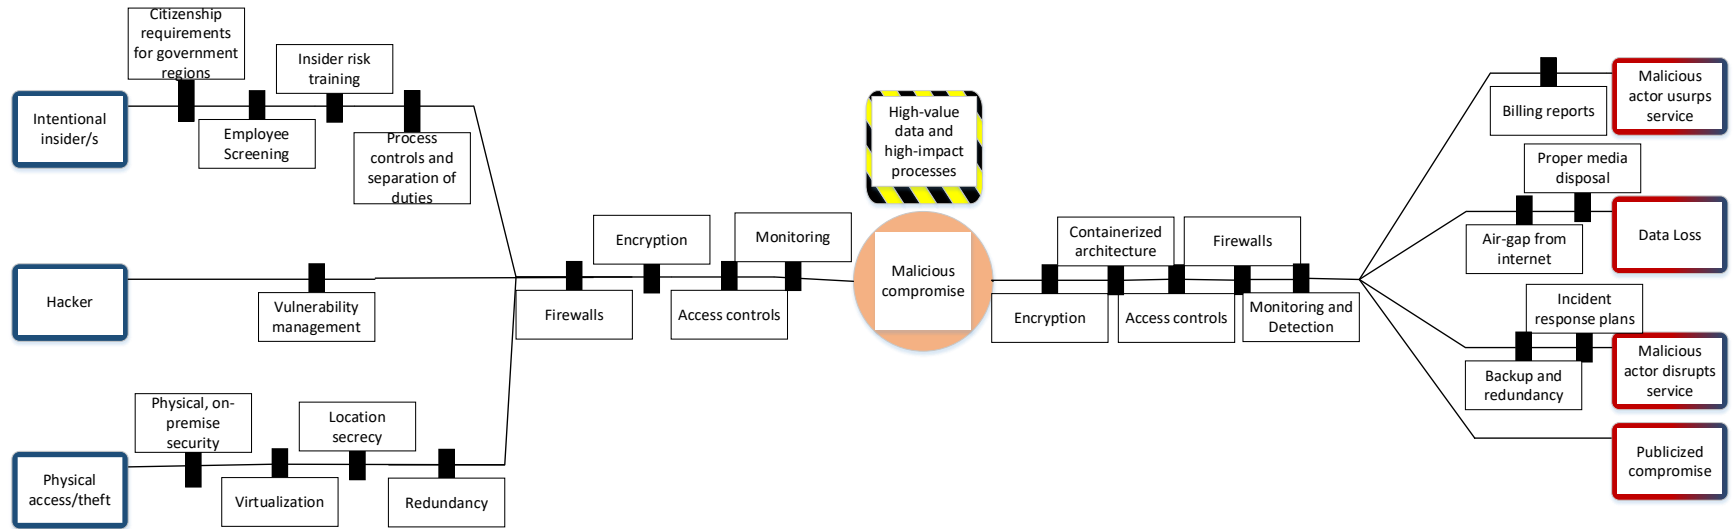 Citizenship
requirements
for government
regions
Insider risk
training
Intentional
insider/s
Employee
Screening
Process
controls and
separation of
duties
Hacker
Vulnerability
management
Physical, on-
premise
security
Location
secrecy
Physical
access/theft
Virtualization
Redundancy
Encryption
Monitoring
Firewalls
Access controls
High-value
data and
high-impact
processes
Malicious
compromise
Containerized
architecture
Firewalls
Encryption
Access controls
Monitoring and
Detection
Billing reports
Malicious
actor usurps
service
Proper media
disposal
Air-gap from
internet
Data Loss
Incident
response plans
Backup and
redundancy
Malicious
actor disrupts
service
Publicized
compromise